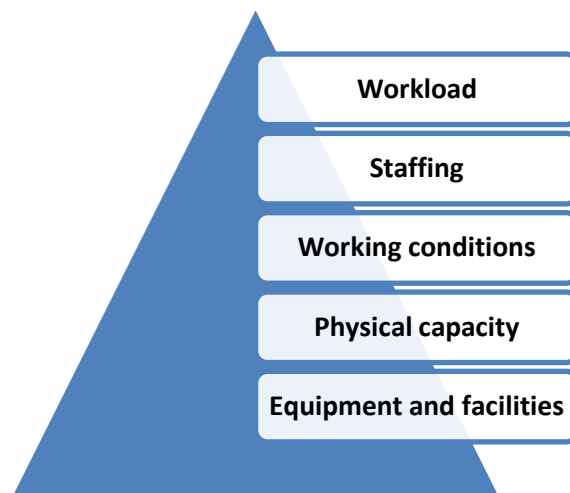 Workload
Staffing
Working conditions
Physical capacity
Equipment and facilities